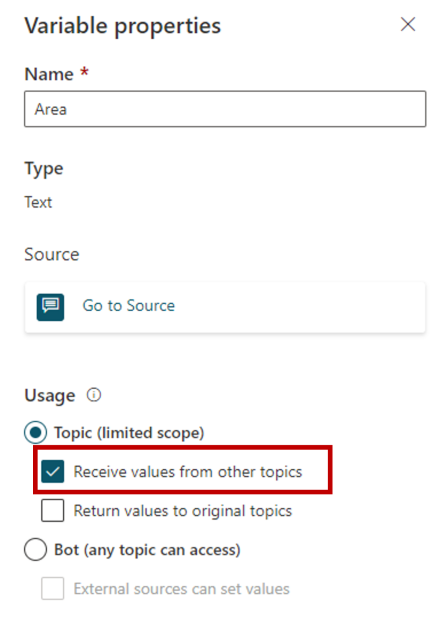 Variable properties
Name *
Area
Type
Text
Source
Go to Source
Usage
Topic (limited scope)
Receive values from other topics
Return values to original topics
Bot (any topic can access)
External sources can set values